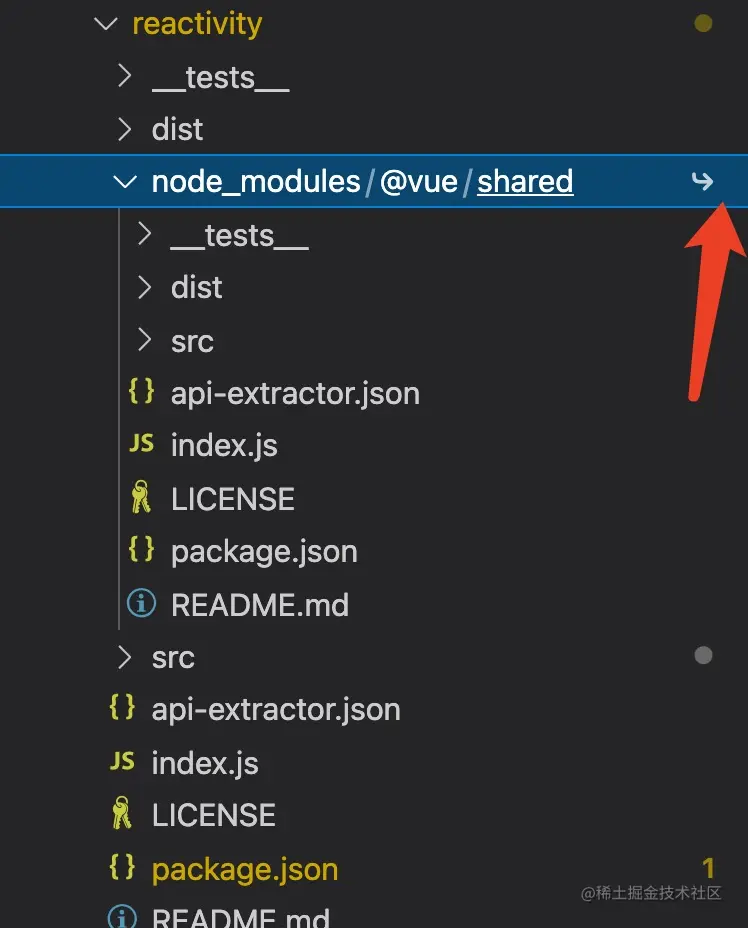 reactivity
__tests__
dist
node_modules/@vue/shared
__tests__
dist
src
{} api-extractor.json
JS index.js
LICENSE
{} package.json
README.md
src
{} api-extractor.json
JS index.js
LICENSE
{} package.json 1
@稀土掘金技术社区
README.md